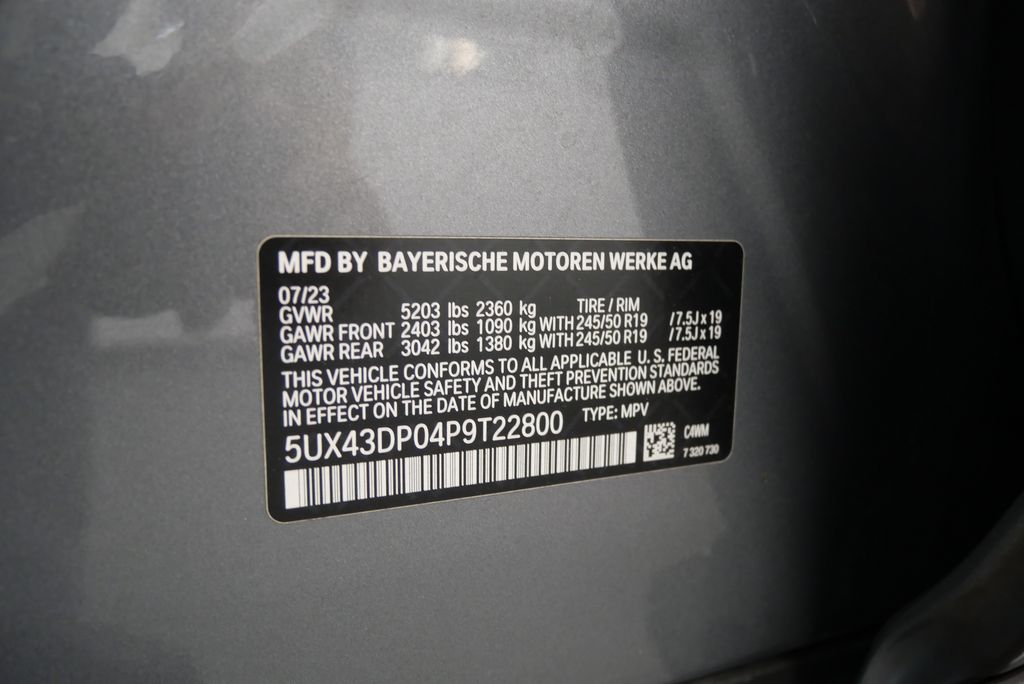 MFD BY BAYERISCHE MOTOREN WERKE AG
07/23
GVWR 5203 lbs 2360 kg TIRE / RIM
GAWR FRONT 2403 lbs 1090 kg WITH 245/50 R19 /7.5J x 19
GAWR REAR 3042 lbs 1380 kg WITH 245/50 R19 /7.5J x 19
THIS VEHICLE CONFORMS TO ALL APPLICABLE U. S. FEDERAL
MOTOR VEHICLE SAFETY AND THEFT PREVENTION STANDARDS
IN EFFECT ON THE DATE OF MANUFACTURE SHOWN ABOVE.
5UX43DP04P9T22800 TYPE: MPV
C4WM
7 320 730